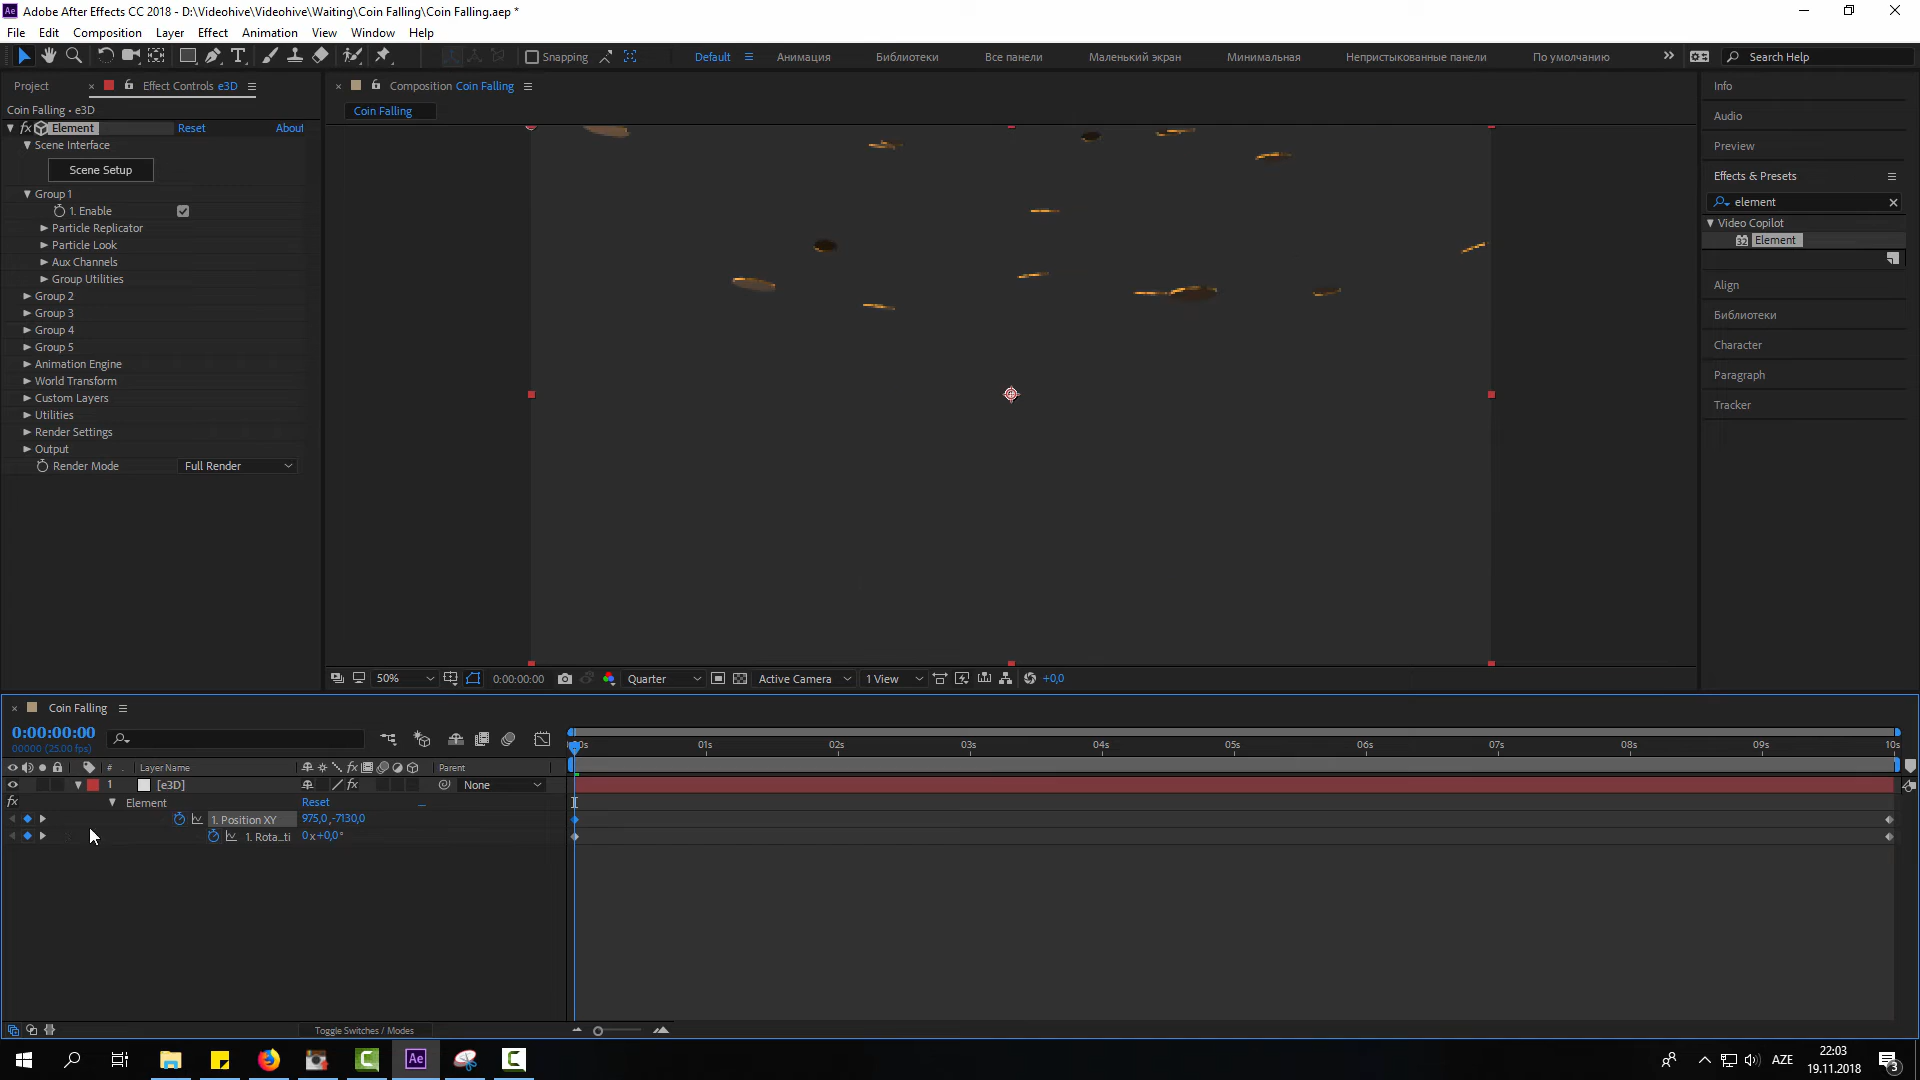 Adobe After Effects CC 2018 - D:\Videohive\Videohive\Waiting\Coin Falling\Coin Falling.aep *
File Edit Composition Layer Effect Animation View Window Help
Snapping Default Анимация Библиотеки Все панели Маленький экран Минимальная Непристыкованные панели По умолчанию Search Help
Project Effect Controls e3D
Composition Coin Falling
Info
Coin Falling • e3D
Coin Falling
Audio
fx Element Reset About
Scene Interface
Preview
Scene Setup
Effects & Presets
Group 1
element
1. Enable
Video Copilot
Particle Replicator
Element
Particle Look
Aux Channels
Group Utilities
Align
Group 2
Group 3
Библиотеки
Group 4
Group 5
Character
Animation Engine
World Transform
Paragraph
Custom Layers
Tracker
Utilities
Render Settings
Output
Render Mode Full Render
50% 0:00:00:00 Quarter Active Camera 1 View +0,0
Coin Falling
0:00:00:00
00000 (25.00 fps)
01s 02s 03s 04s 05s 06s 07s 08s 09s 10s
# Layer Name fx Parent
1 [e3D] fx None
fx Element Reset
1. Position XY 975,0,-7130,0
1. Rota...ti 0x+0,0°
Toggle Switches / Modes
Ae AZE 22:03
19.11.2018
3